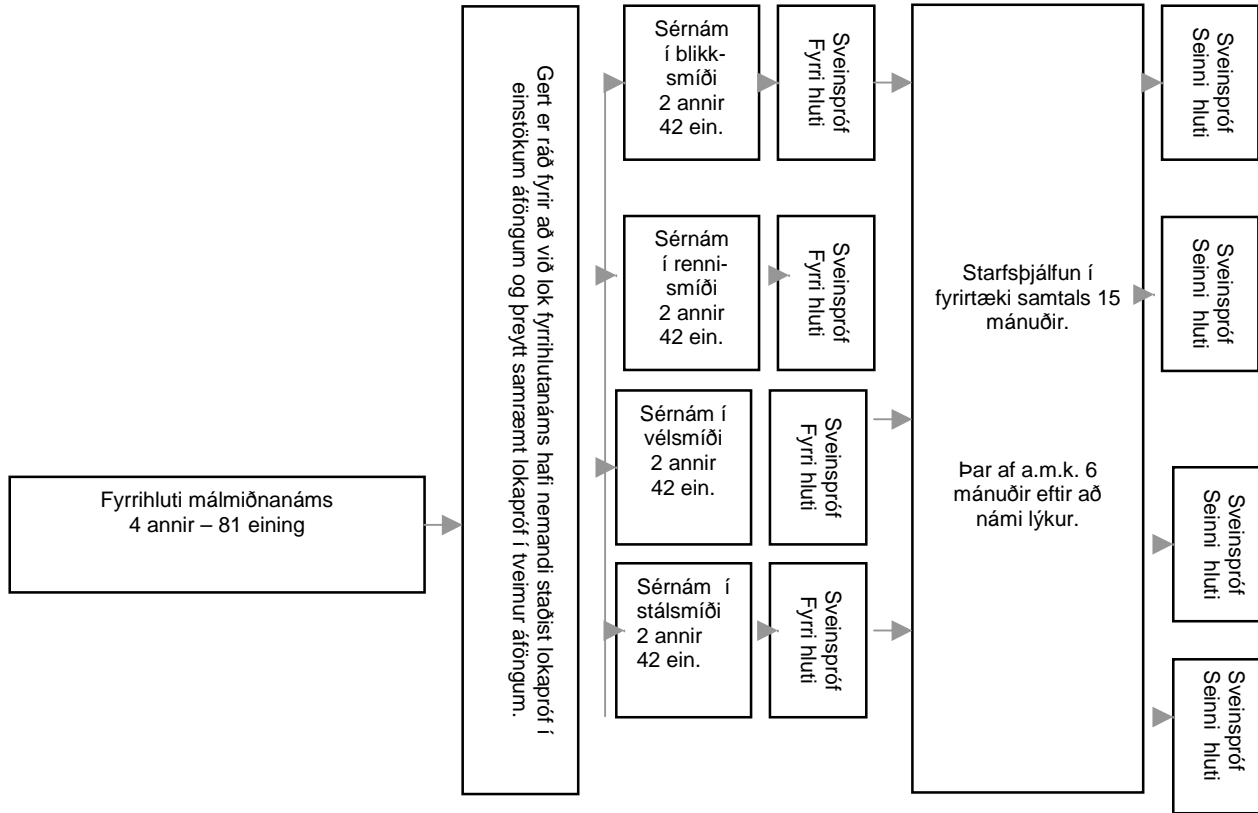 Fyrrihluti málmiðnanáms
4 annir – 81 eining
Gert er ráð fyrir að við lok fyrrihlutanáms hafi nemandi staðist lokapróf í
einstökum áföngum og þreytt samræmt lokapróf í tveimur áföngum.
Sérnám
í blikk-
smíði
2 annir
42 ein.
Sveinspróf
Fyrri hluti
Sérnám
í renni-
smíði
2 annir
42 ein.
Sveinspróf
Fyrri hluti
Sérnám í
vélsmíði
2 annir
42 ein.
Sveinspróf
Fyrri hluti
Sérnám í
stálsmíði
2 annir
42 ein.
Sveinspróf
Fyrri hluti
Starfsþjálfun í
fyrirtæki samtals 15
mánuðir.
Þar af a.m.k. 6
mánuðir eftir að
námi lýkur.
Sveinspróf
Seinni hluti
Sveinspróf
Seinni hluti
Sveinspróf
Seinni hluti
Sveinspróf
Seinni hluti